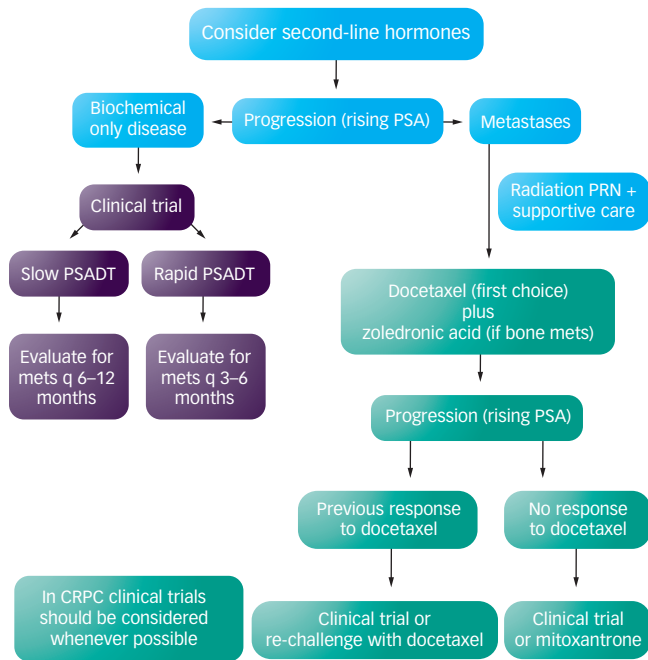 Consider second-line hormones
Biochemical
only disease
Progression (rising PSA)
Metastases
Radiation PRN +
supportive care
Clinical trial
Slow PSADT
Rapid PSADT
Evaluate for
mets q 6–12
months
Evaluate for
mets q 3–6
months
Docetaxel (first choice)
plus
zoledronic acid (if bone mets)
Progression (rising PSA)
Previous response
to docetaxel
No response
to docetaxel
In CRPC clinical trials
should be considered
whenever possible
Clinical trial or
re-challenge with docetaxel
Clinical trial
or mitoxantrone